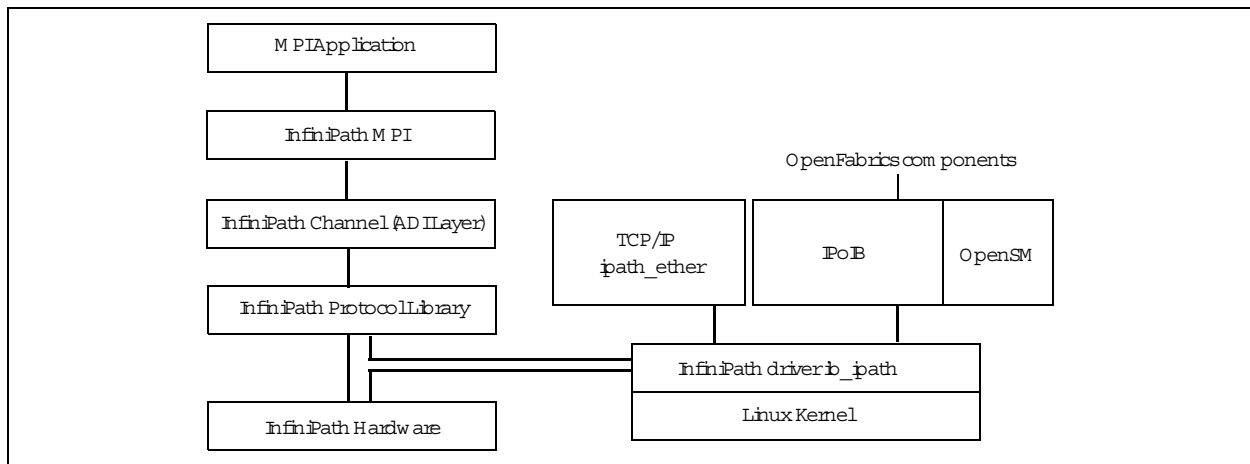 MPI Application
InfiniPath MPI
OpenFabrics components
InfiniPath Channel (ADI Layer)
TCP/IP
ipath_ether
IPoIB
OpenSM
InfiniPath Protocol Library
InfiniPath driver ib_ipath
Linux Kernel
InfiniPath Hardware